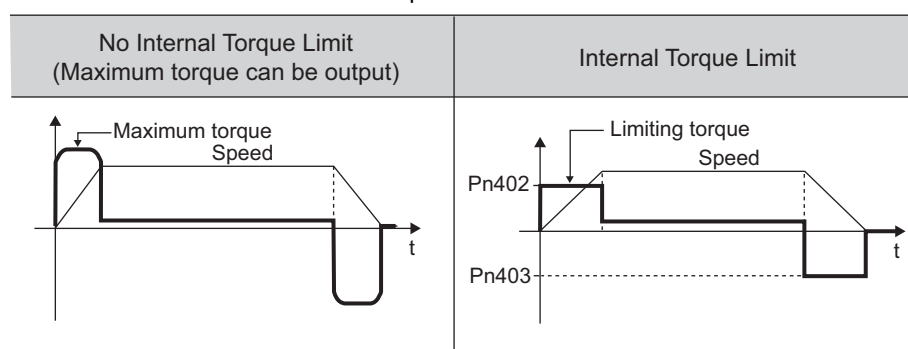 No Internal Torque Limit
(Maximum torque can be output)
Internal Torque Limit
Maximum torque
Speed
t
Limiting torque
Speed
Pn402
t
Pn403